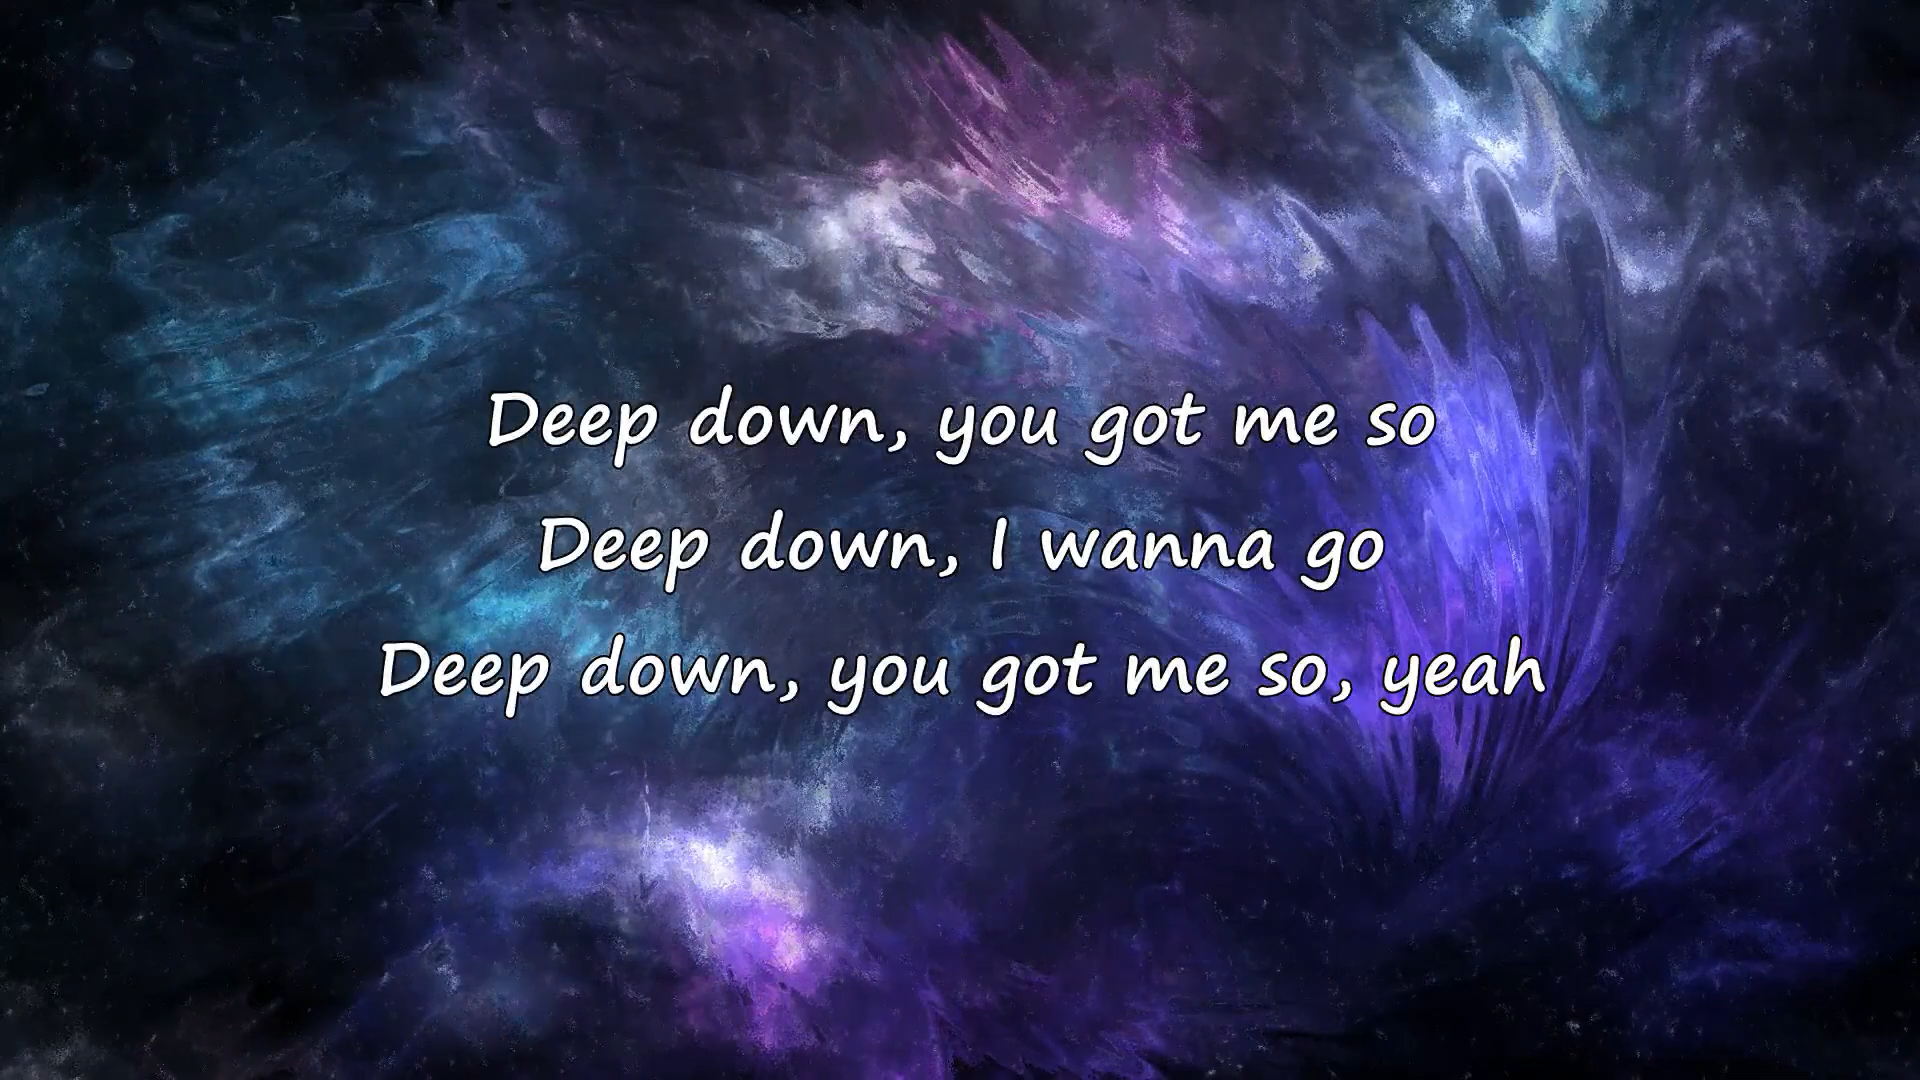 Deep down, you got me so
Deep down, I wanna go
Deep down, you got me so, yeah